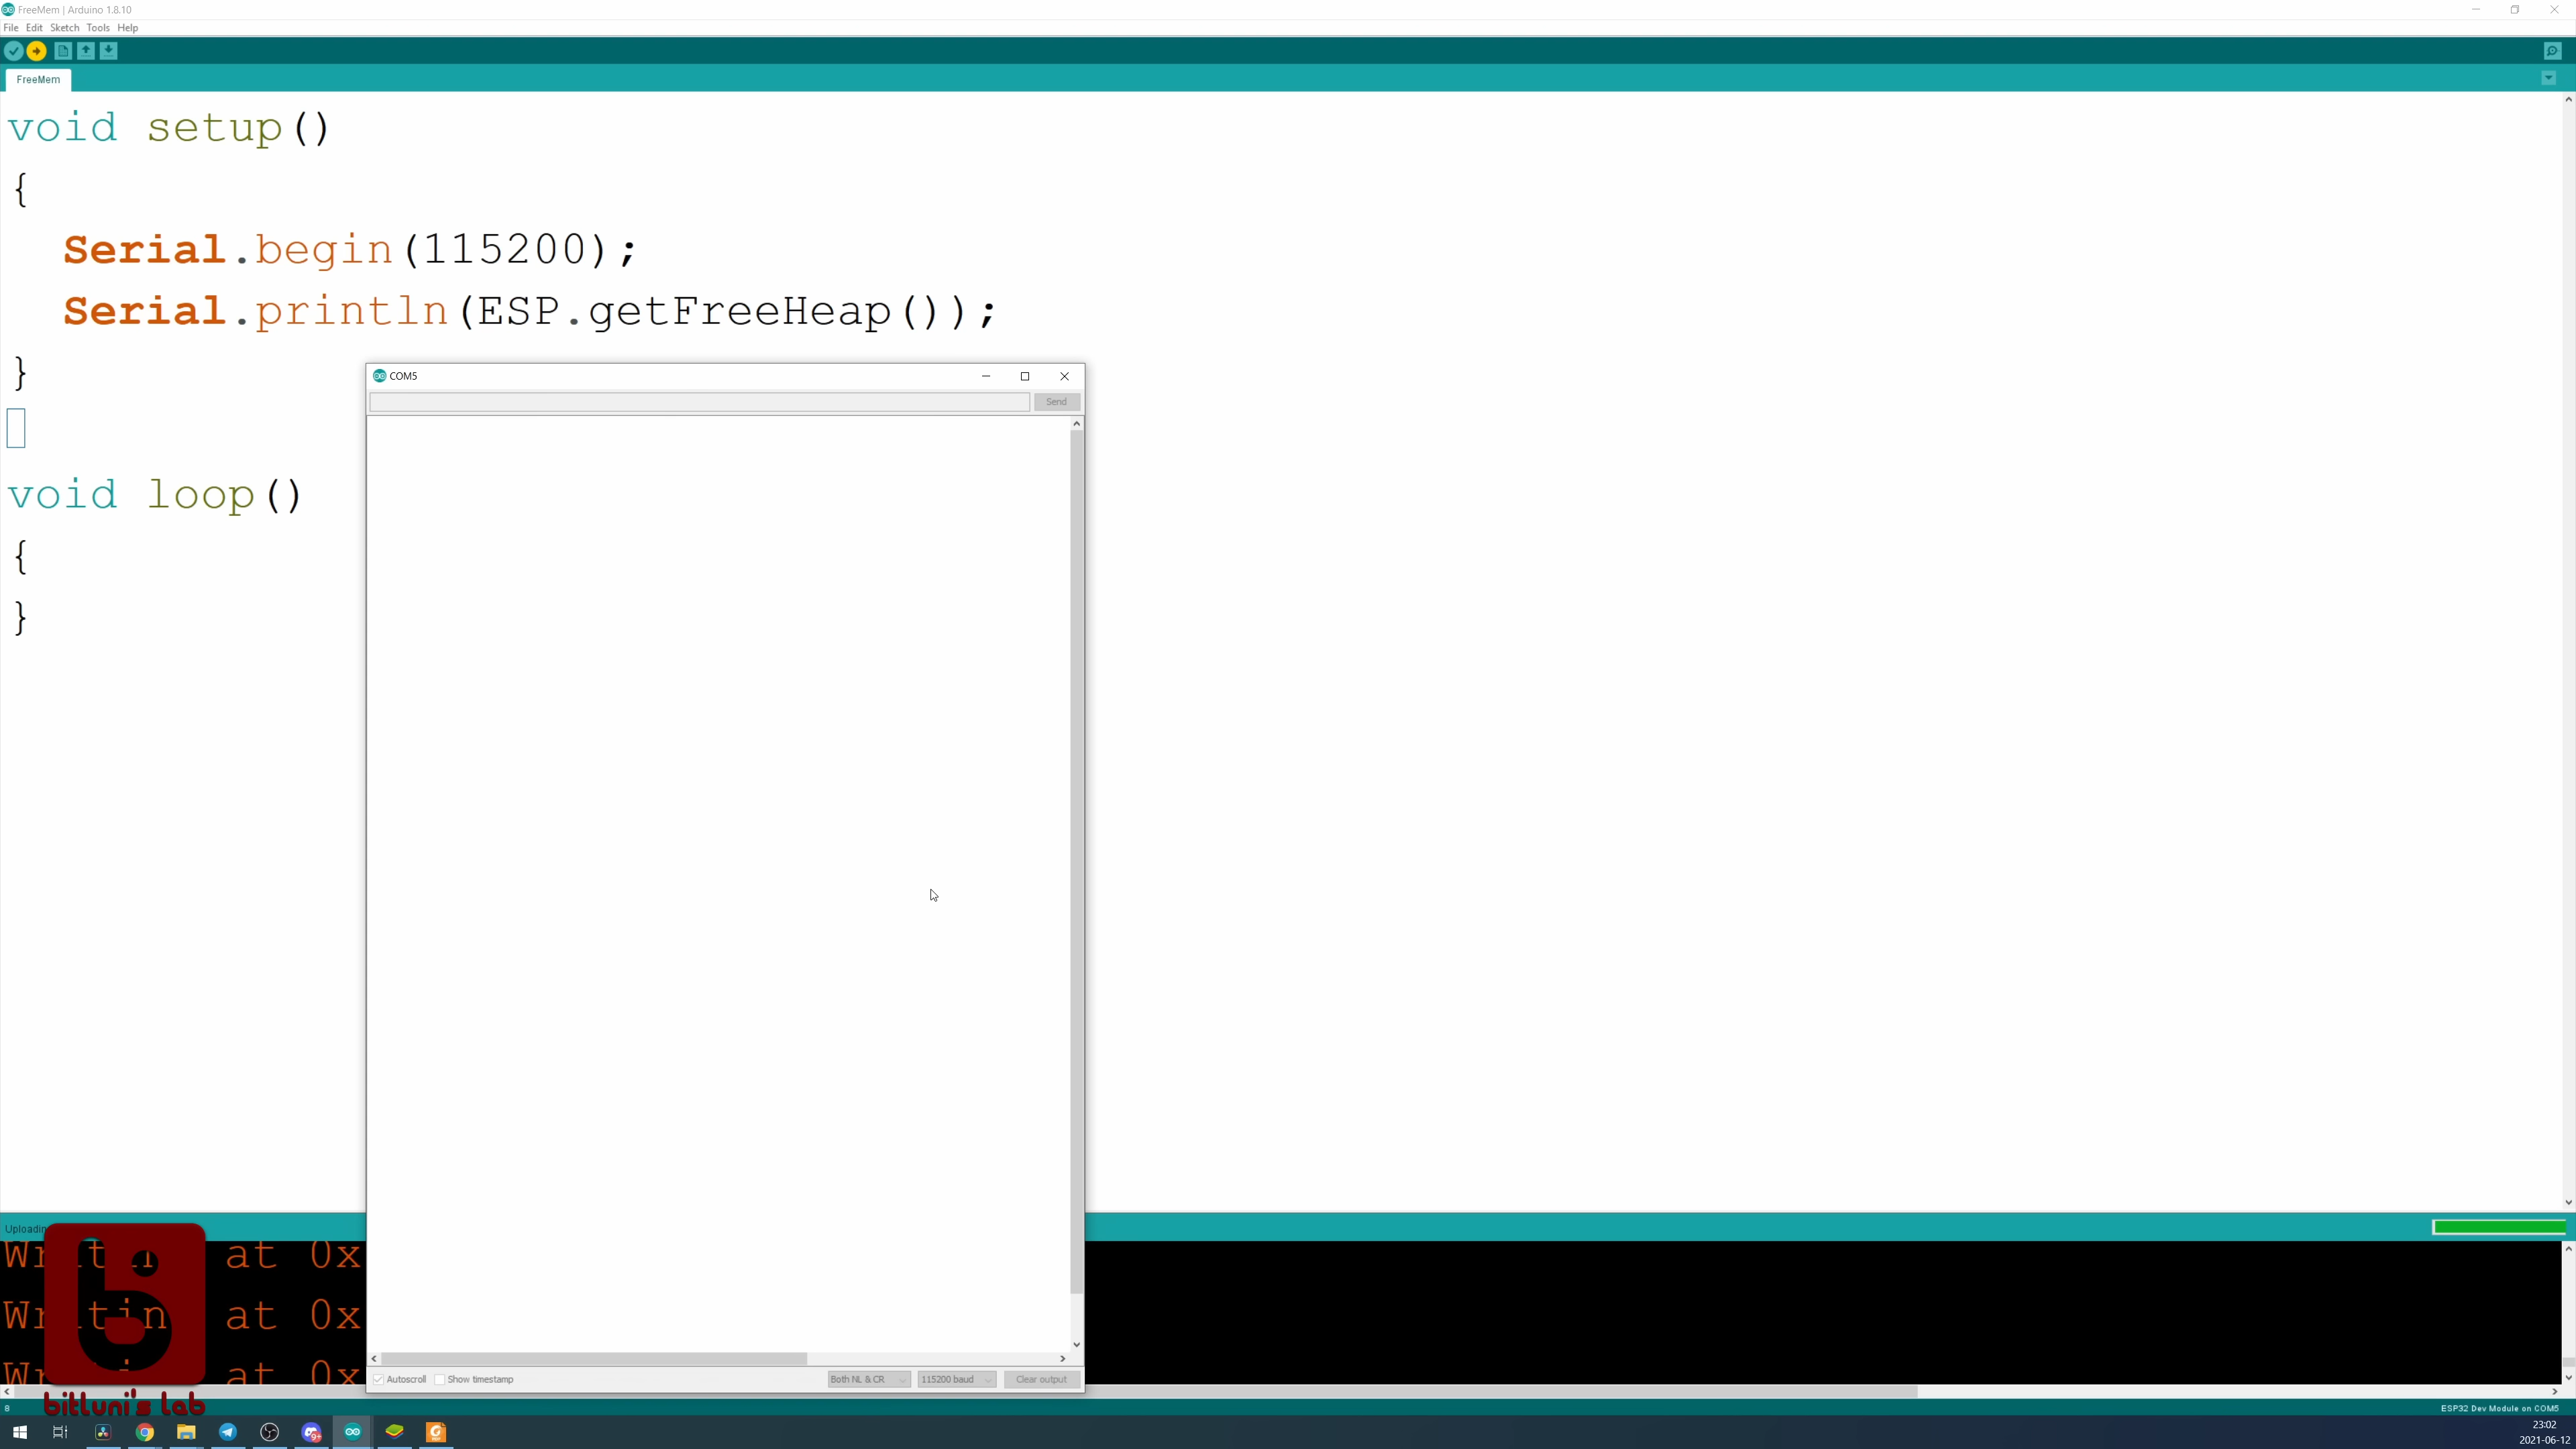 FreeMem | Arduino 1.8.10
File Edit Sketch Tools Help
FreeMem
void setup()
{
Serial.begin(115200);
Serial.println(ESP.getFreeHeap());
}
void loop()
{
}
COM5
Send
Autoscroll Show timestamp Both NL & CR 115200 baud Clear output
at 0x
at 0x
at 0x
bitluni's lab
8
ESP32 Dev Module on COM5
9+
23:02
2021-06-12